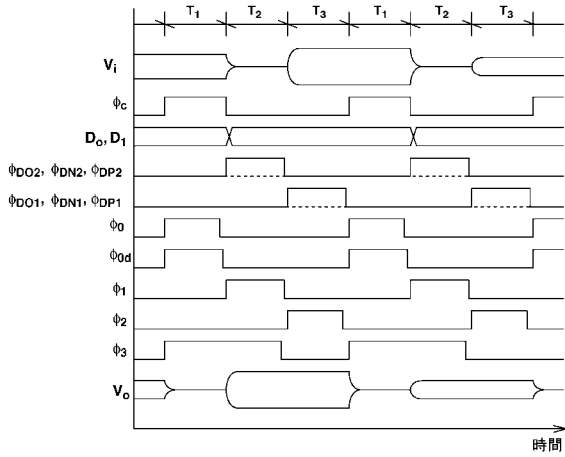 T1 T2 T3 T1 T2 T3
Vi
ϕc
Do, D1
ϕDO2, ϕDN2, ϕDP2
ϕDO1, ϕDN1, ϕDP1
ϕ0
ϕ0d
ϕ1
ϕ2
ϕ3
Vo
時間